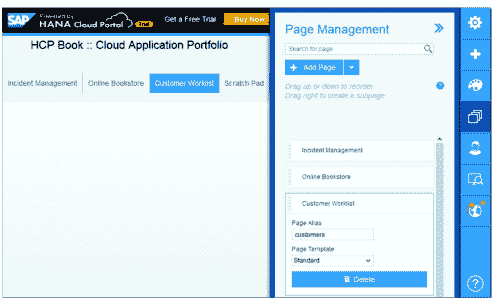 SAP Powered by
HANA Cloud Portal Trial Get a Free Trial Buy Now
HCP Book :: Cloud Application Portfolio
Incident Management Online Bookstore Customer Worklist Scratch Pad
Page Management
Search for page
Add Page
Drag up or down to reorder
Drag right to create a subpage
Incident Management
Online Bookstore
Customer Worklist
Page Alias
customers
Page Template
Standard
Delete